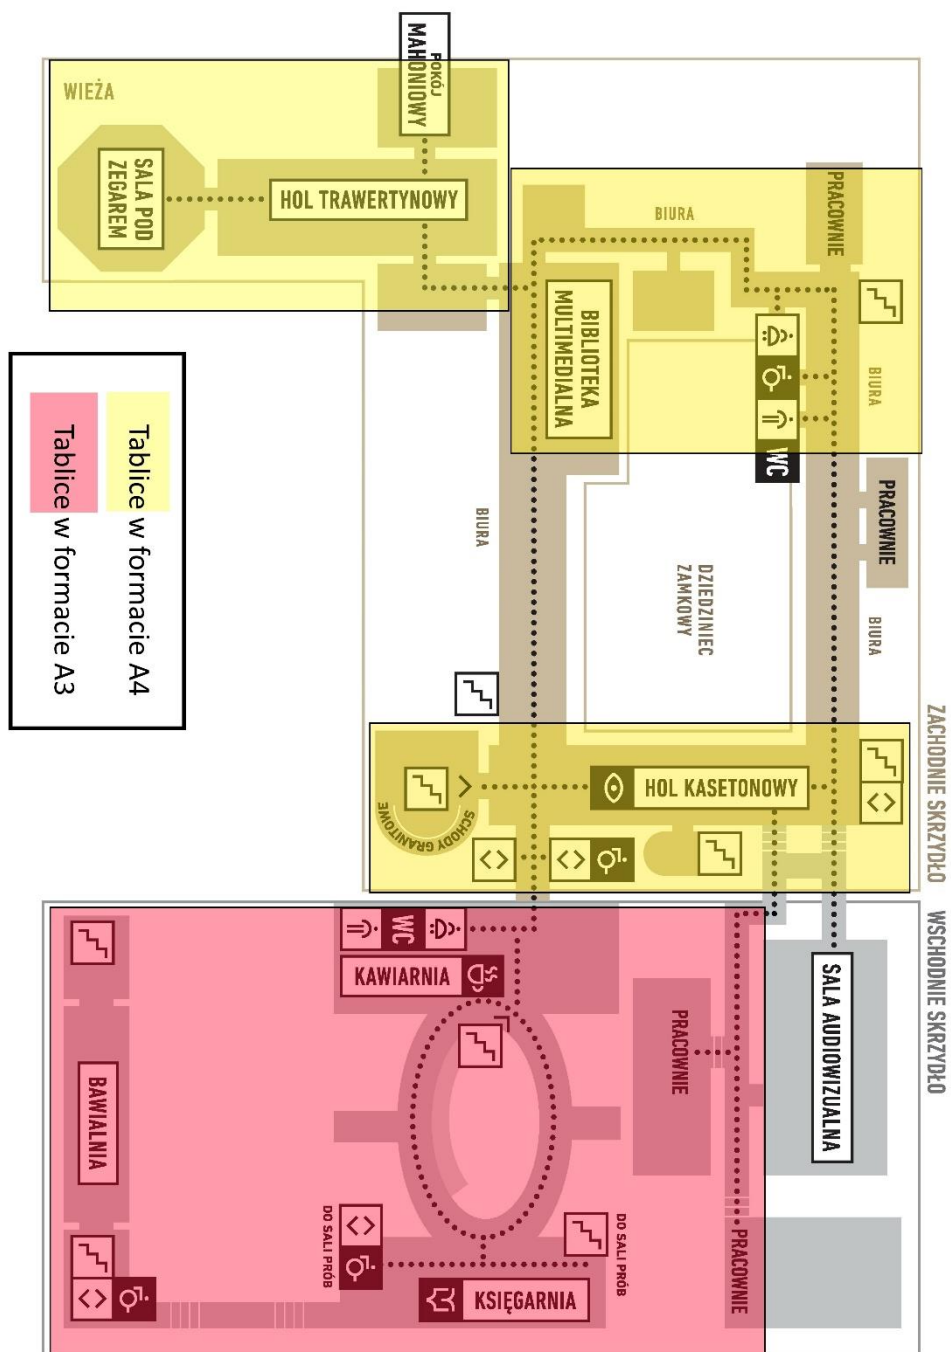 POKÓJ
MAHONIOWY
WIEŻA
SALA POD
ZEGAREM
HOL TRAWERTYNOWY
PRACOWNIE
BIURA
BIBLIOTEKA
MULTIMEDIALNA
BIURA
WC
PRACOWNIE
BIURA
DZIEDZINIEC
ZAMKOWY
BIURA
Tablice w formacie A4
Tablice w formacie A3
ZACHODNIE SKRZYDŁO
HOL KASETONOWY
SCHODY GRANITOWE
WSCHODNIE SKRZYDŁO
WC
KAWIARNIA
SALA AUDIOWIZUALNA
PRACOWNIE
BAWIALNIA
DO SALI PRÓB
DO SALI PRÓB
PRACOWNIE
KSIĘGARNIA